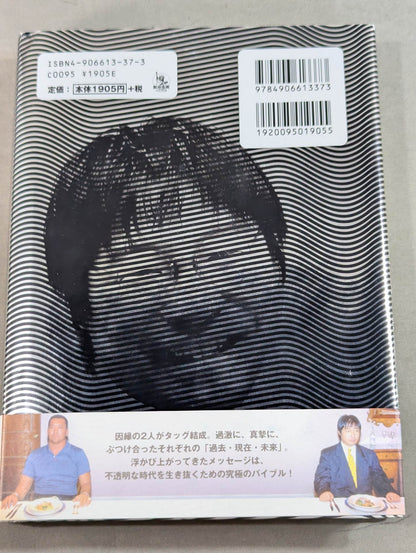 ISBN4-906613-37-3
C0095 ¥1905E
定価：本体1905円+税
9784906613373
1920095019055
因縁の2人がタッグ結成。過激に、真摯に、
ぶつけ合ったそれぞれの「過去・現在・未来」。
浮かび上がってきたメッセージは、
不透明な時代を生き抜くための究極のバイブル！